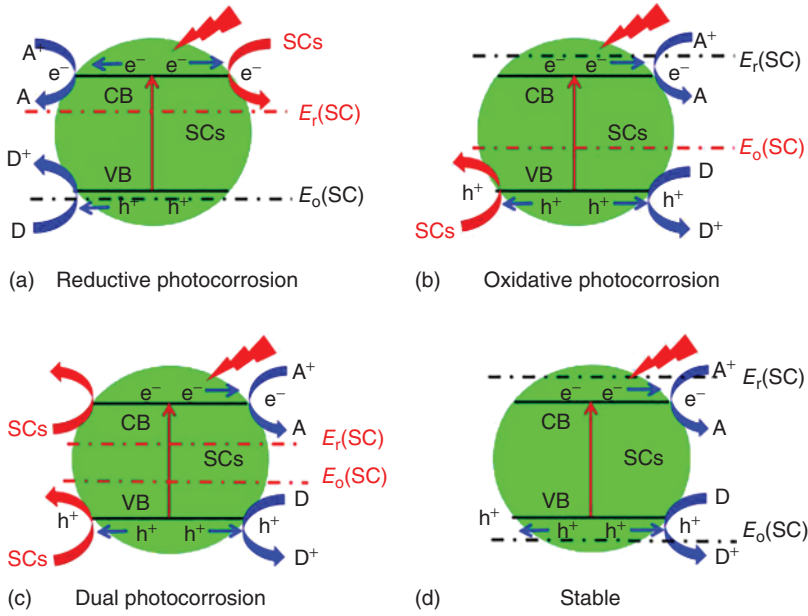 A⁺
e⁻
A
e⁻ e⁻
SCs
e⁻
CB
Eᵣ(SC)
SCs
D⁺
VB
h⁺ h⁺
Eₒ(SC)
D
(a) Reductive photocorrosion
A⁺
Eᵣ(SC)
e⁻ e⁻
e⁻
A
CB
SCs
Eₒ(SC)
VB
D
h⁺
h⁺ h⁺
h⁺
SCs
D⁺
(b) Oxidative photocorrosion
A⁺
e⁻ e⁻
e⁻
SCs
CB
A
Eᵣ(SC)
SCs
Eₒ(SC)
VB
D
h⁺
h⁺ h⁺
h⁺
SCs
D⁺
(c) Dual photocorrosion
A⁺
Eᵣ(SC)
e⁻ e⁻
e⁻
CB
A
SCs
VB
D
h⁺
h⁺ h⁺
h⁺
Eₒ(SC)
D⁺
(d) Stable